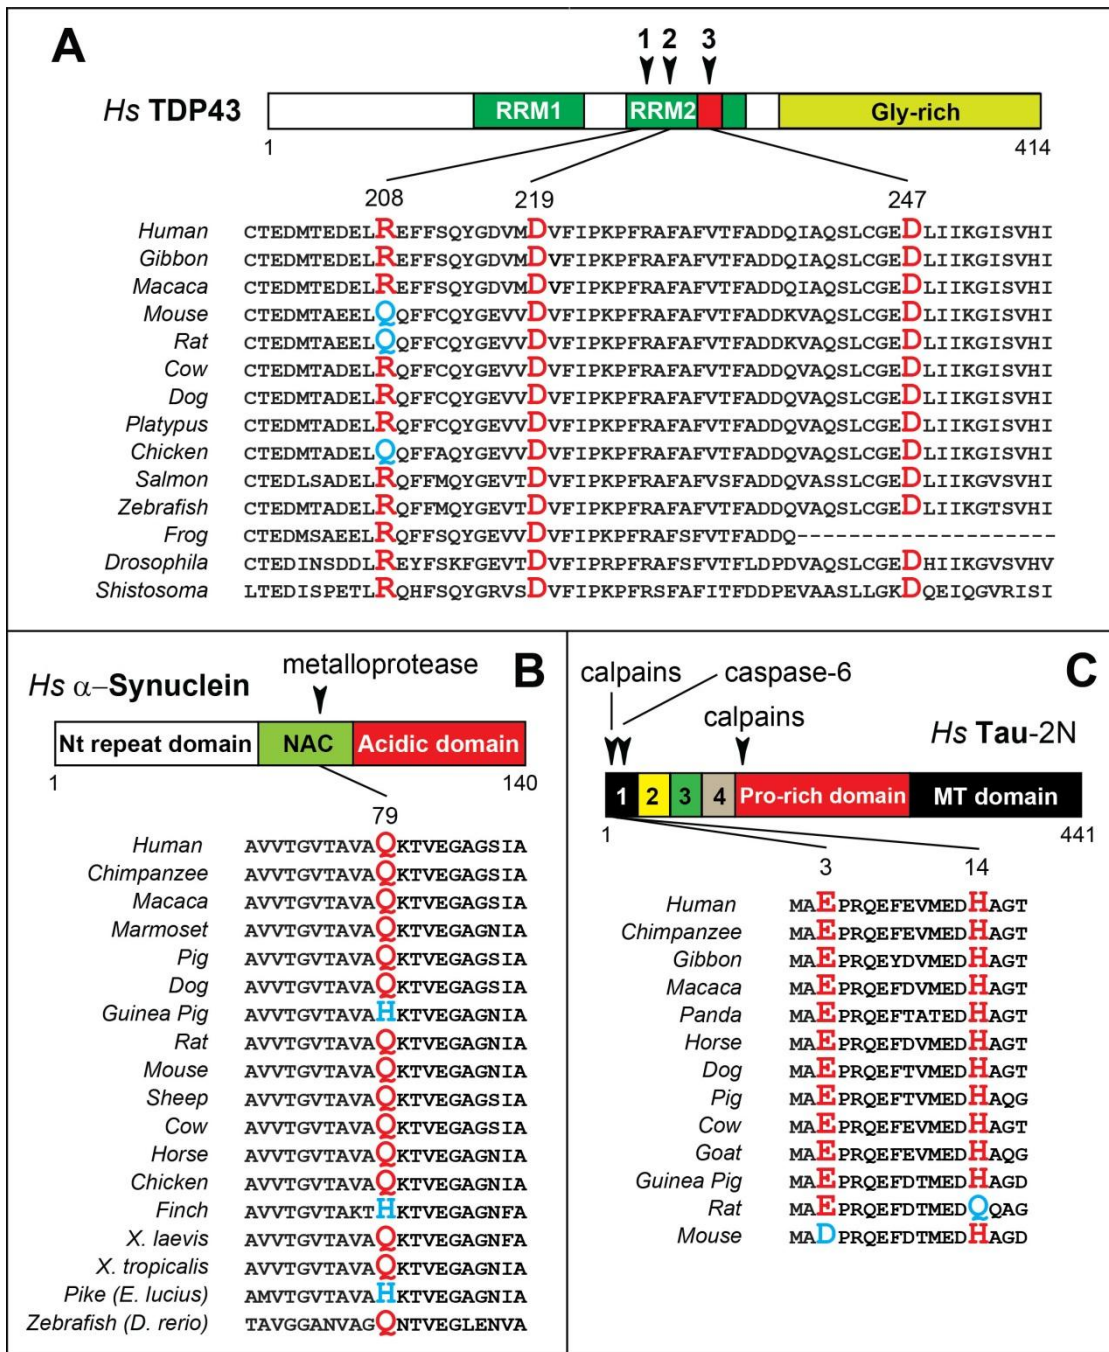 A
1 2 3
Hs TDP43
RRM1 RRM2 Gly-rich
1 414
208 219 247
Human CTEDMTEDELREFFSQYGDVMDVFIPKPFRAFAFVTFADDQIAQSLCGEDLIIKGISVHI
Gibbon CTEDMTEDELREFFSQYGDVMDVFIPKPFRAFAFVTFADDQIAQSLCGEDLIIKGISVHI
Macaca CTEDMTEDELREFFSQYGDVMDVFIPKPFRAFAFVTFADDQIAQSLCGEDLIIKGISVHI
Mouse CTEDMTAEELQQFFCQYGEVVDVFIPKPFRAFAFVTFADDKVAQSLCGEDLIIKGISVHI
Rat CTEDMTAEELQQFFCQYGEVVDVFIPKPFRAFAFVTFADDKVAQSLCGEDLIIKGISVHI
Cow CTEDMTADELRQFFCQYGEVVDVFIPKPFRAFAFVTFADDQVAQSLCGEDLIIKGISVHI
Dog CTEDMTADELRQFFCQYGEVVDVFIPKPFRAFAFVTFADDQVAQSLCGEDLIIKGISVHI
Platypus CTEDMTADELRQFFCQYGEVVDVFIPKPFRAFAFVTFADDQVAQSLCGEDLIIKGISVHI
Chicken CTEDMTADELQQFFAQYGEVVDVFIPKPFRAFAFVTFADDQVAQSLCGEDLIIKGISVHI
Salmon CTEDLSADELRQFFMQYGEVTDVFIPKPFRAFAFVSFADDQVASSLCGEDLIIKGVSVHI
Zebrafish CTEDMTADELRQFFMQYGEVTDVFIPKPFRAFAFVTFADDQVAQSLCGEDLIIKGTSVHI
Frog CTEDMSAEELRQFFSQYGEVVDVFIPKPFRAFSFVTFADDQ-------------------
Drosophila CTEDINSDDLREYFSKFGEVTDVFIPRPFRAFSFVTFLDPDVAQSLCGEDHIIKGVSVHV
Shistosoma LTEDISPETLRQHFSQYGRVSDVFIPKPFRSFAFITFDDPEVAASLLGKDQEIQGVRISI
B
metalloprotease
Hs α–Synuclein
Nt repeat domain NAC Acidic domain
1 140
79
Human AVVTGVTAVAQKTVEGAGSIA
Chimpanzee AVVTGVTAVAQKTVEGAGSIA
Macaca AVVTGVTAVAQKTVEGAGSIA
Marmoset AVVTGVTAVAQKTVEGAGNIA
Pig AVVTGVTAVAQKTVEGAGSIA
Dog AVVTGVTAVAQKTVEGAGSIA
Guinea Pig AVVTGVTAVAHKTVEGAGNIA
Rat AVVTGVTAVAQKTVEGAGNIA
Mouse AVVTGVTAVAQKTVEGAGNIA
Sheep AVVTGVTAVAQKTVEGAGSIA
Cow AVVTGVTAVAQKTVEGAGSIA
Horse AVVTGVTAVAQKTVEGAGNIA
Chicken AVVTGVTAVAQKTVEGAGNIA
Finch AVVTGVTAKTHKTVEGAGNFA
X. laevis AVVTGVTAVAQKTVEGAGNFA
X. tropicalis AVVTGVTAVAQKTVEGAGNIA
Pike (E. lucius) AMVTGVTAVAHKTVEGAGNIA
Zebrafish (D. rerio) TAVGGANVAGQNTVEGLENVA
C
calpains caspase-6
calpains
Hs Tau-2N
1 2 3 4 Pro-rich domain MT domain
1 441
3 14
Human MAEPRQEFEVMEDHAGT
Chimpanzee MAEPRQEFEVMEDHAGT
Gibbon MAEPRQEYDVMEDHAGT
Macaca MAEPRQEFDVMEDHAGT
Panda MAEPRQEFTATEDHAGT
Horse MAEPRQEFDVMEDHAGT
Dog MAEPRQEFTVMEDHAGT
Pig MAEPRQEFTVMEDHAQG
Cow MAEPRQEFEVMEDHAGT
Goat MAEPRQEFEVMEDHAQG
Guinea Pig MAEPRQEFDTMEDHAGD
Rat MAEPRQEFDTMEDQQAG
Mouse MADPRQEFDTMEDHAGD